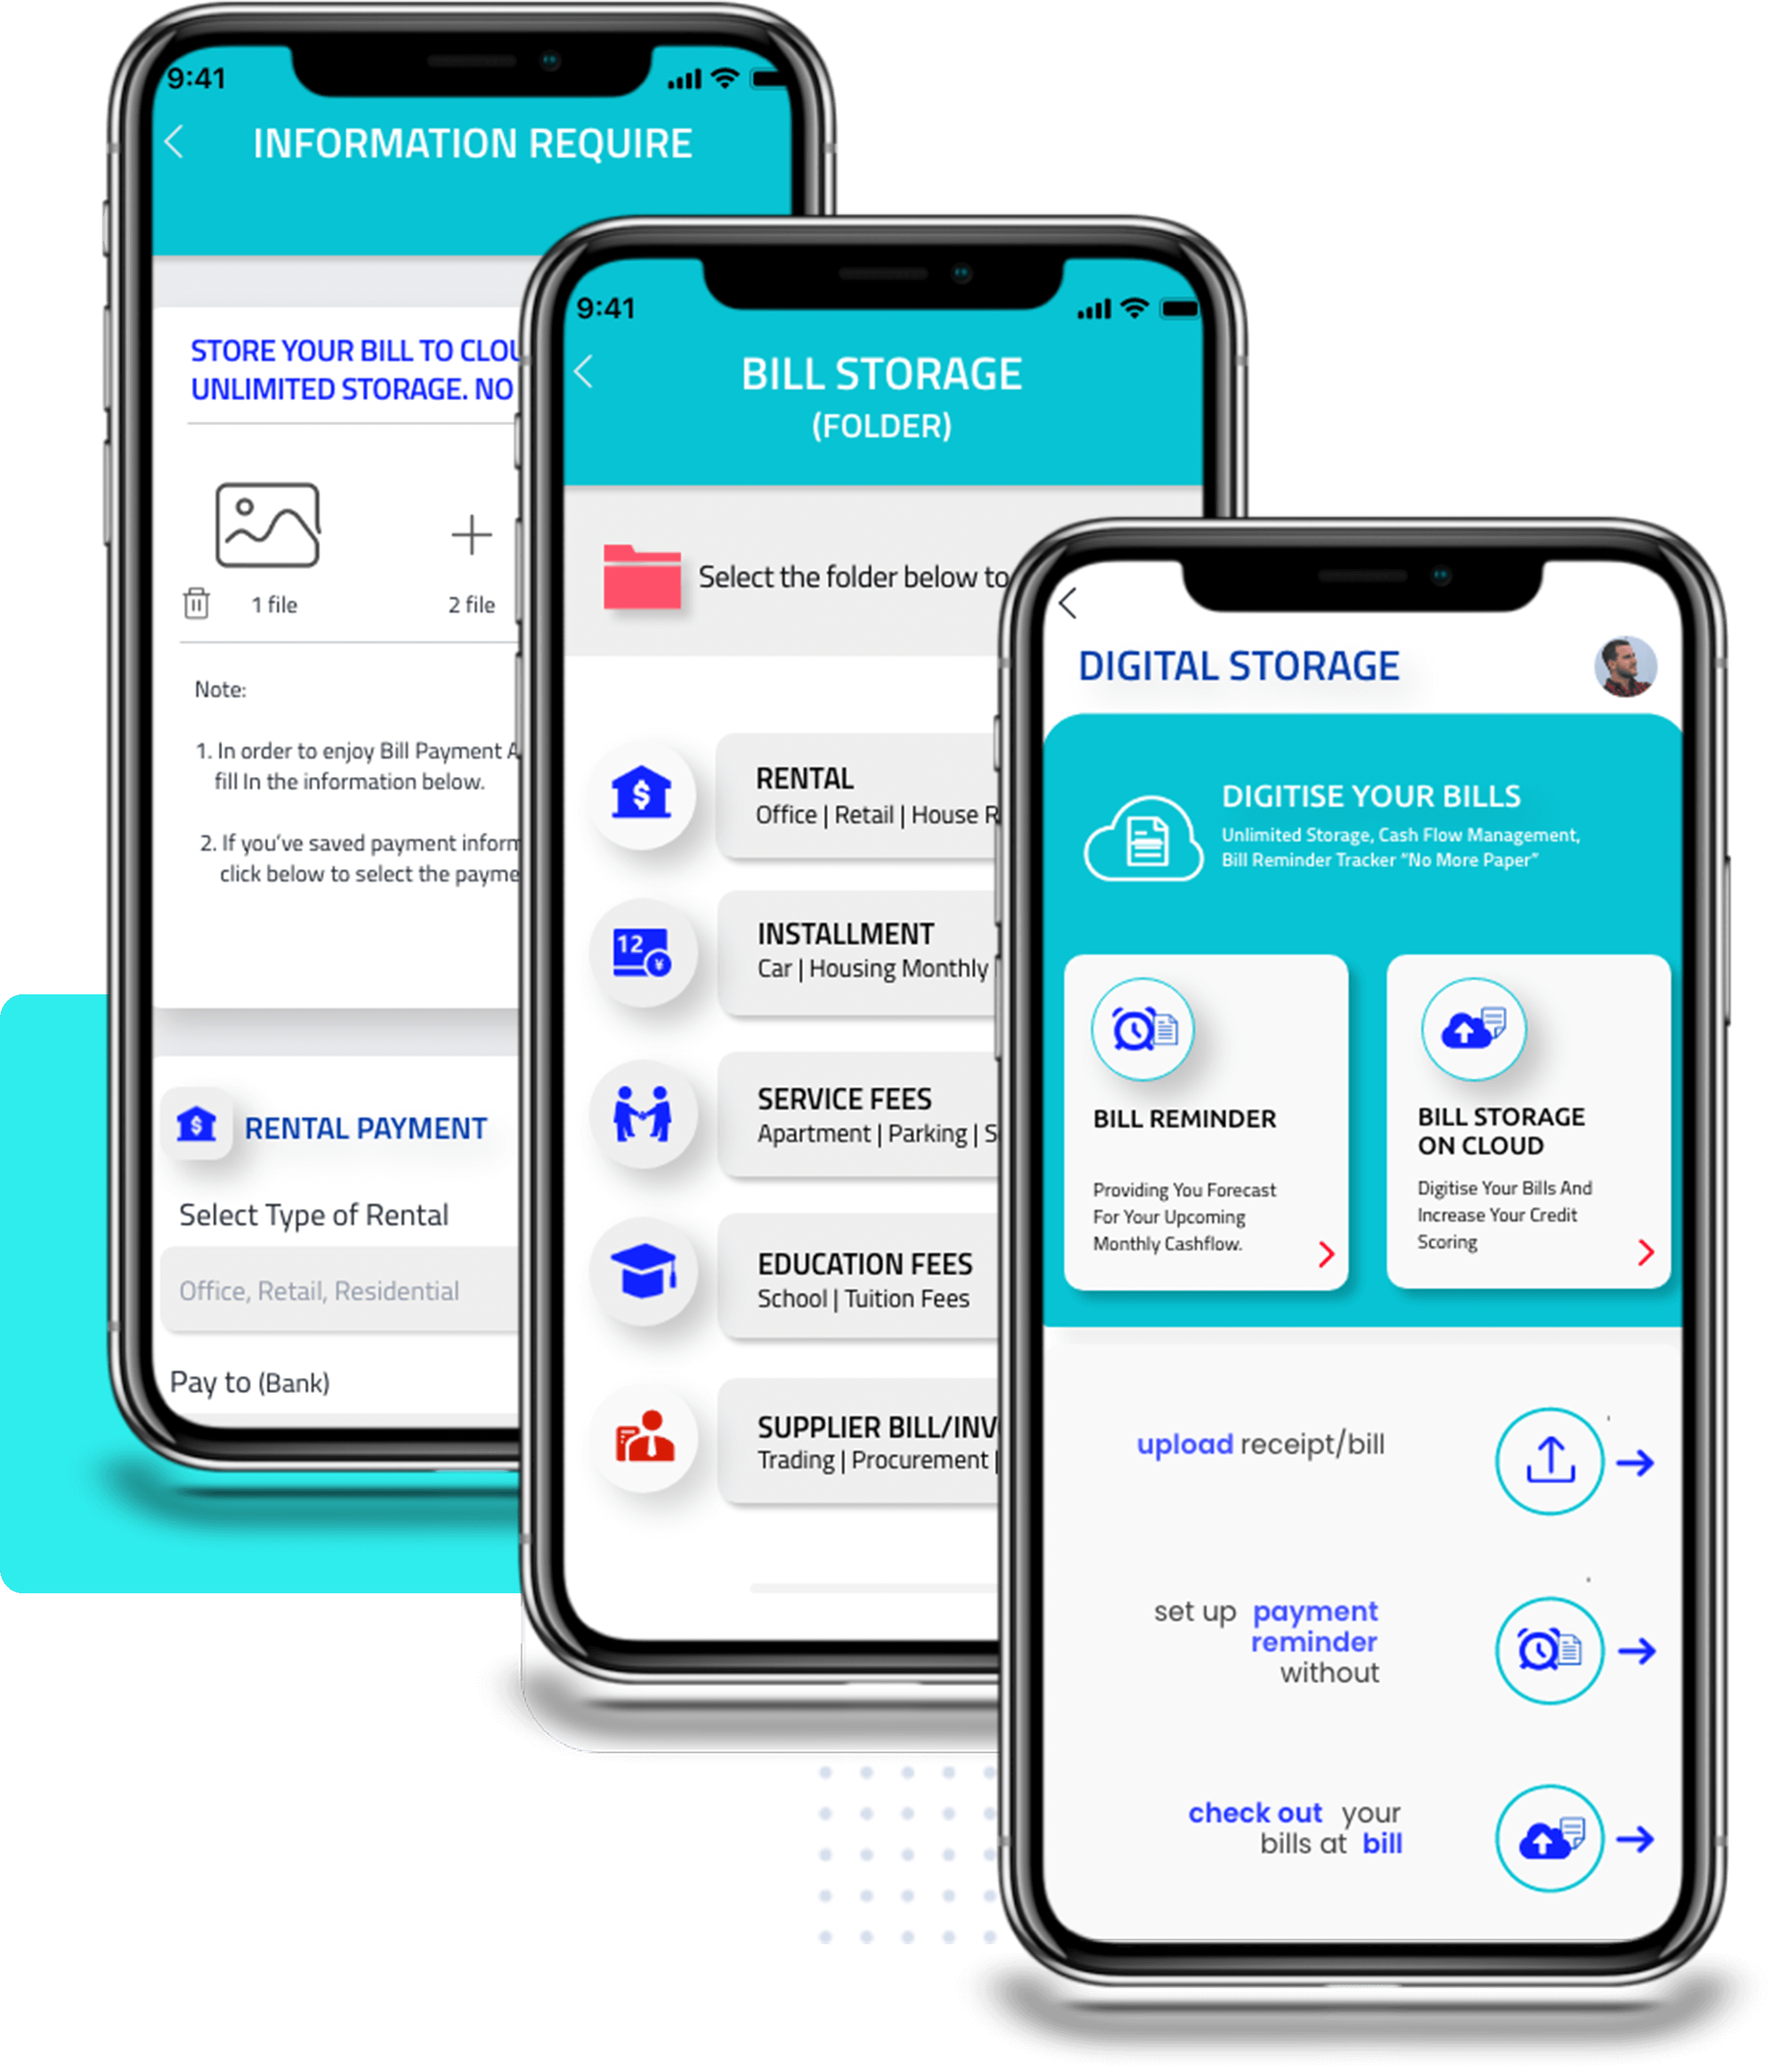 9:41
INFORMATION REQUIRE
STORE YOUR BILL TO
UNLIMITED STORAGE. NO
1 file
2 file
Note:
1. In order to enjoy Bill Payment
fill In the information below.
2. If you've saved payment
click below to select the
RENTAL PAYMENT
Select Type of Rental
Office, Retail, Residential
Pay to (Bank)
9:41
BILL STORAGE
(FOLDER)
Select the folder below to
$
RENTAL
Office | Retail | House
12
¥
INSTALLMENT
Car | Housing Monthly
SERVICE FEES
Apartment | Parking |
EDUCATION FEES
School | Tuition Fees
SUPPLIER BILL/INV
Trading | Procurement |
DIGITAL STORAGE
DIGITISE YOUR BILLS
Unlimited Storage, Cash Flow Management,
Bill Reminder Tracker “No More Paper”
BILL REMINDER
Providing You Forecast
For Your Upcoming
Monthly Cashflow.
BILL STORAGE
ON CLOUD
Digitise Your Bills And
Increase Your Credit
Scoring
upload receipt/bill
set up payment
reminder
without
check out your
bills at bill